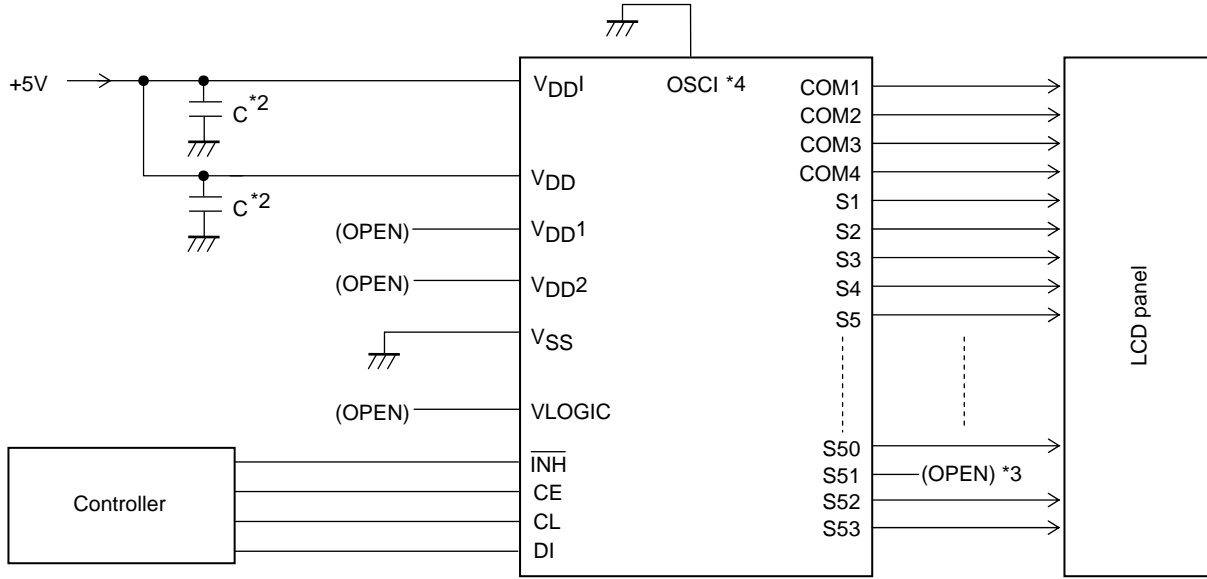 +5V
C*2
C*2
(OPEN)
(OPEN)
(OPEN)
Controller
VDDI
VDD
VDD1
VDD2
VSS
VLOGIC
INH
CE
CL
DI
OSCI *4
COM1
COM2
COM3
COM4
S1
S2
S3
S4
S5
S50
S51
S52
S53
(OPEN) *3
LCD panel